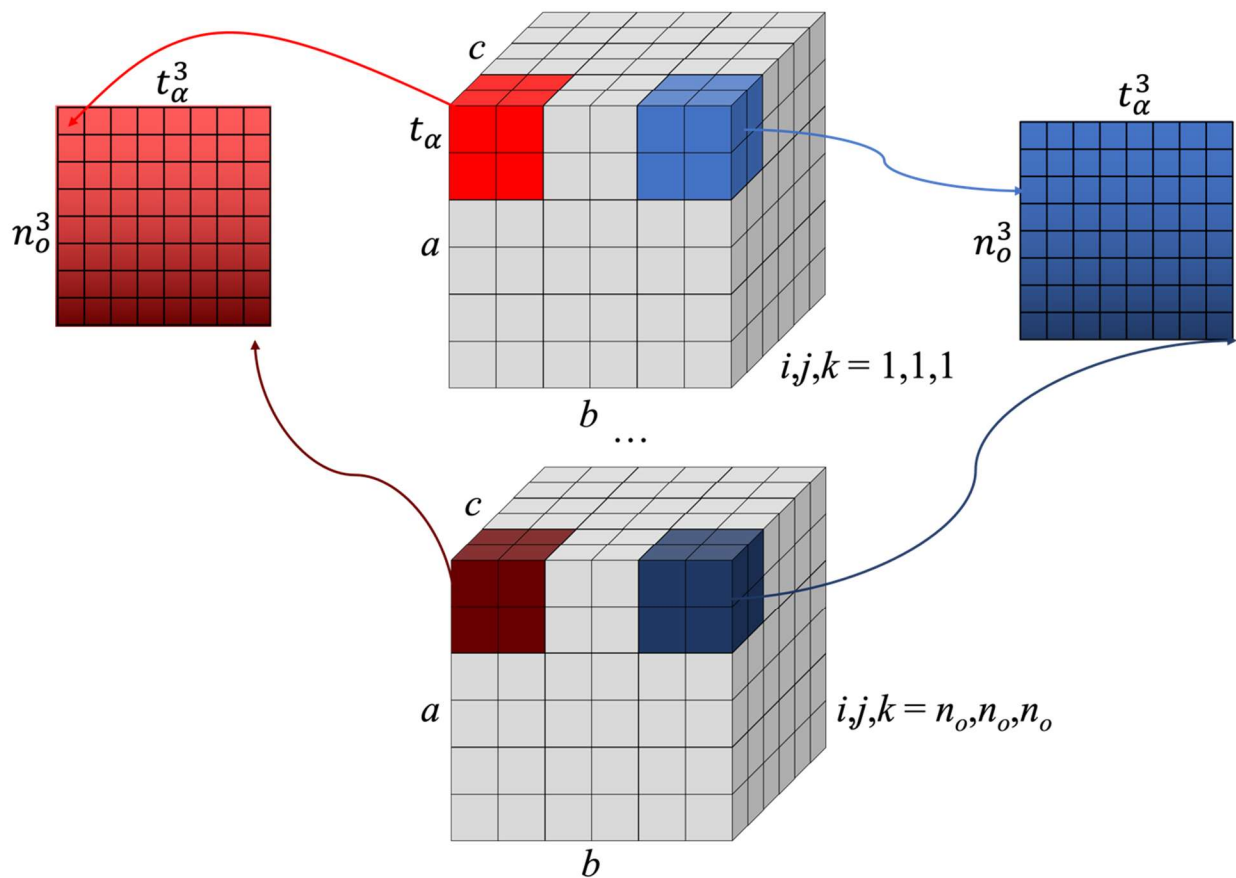 c
t_α^3
t_α
n_o^3
a
b
i,j,k = 1,1,1
t_α^3
n_o^3
...
c
a
b
i,j,k = n_o,n_o,n_o